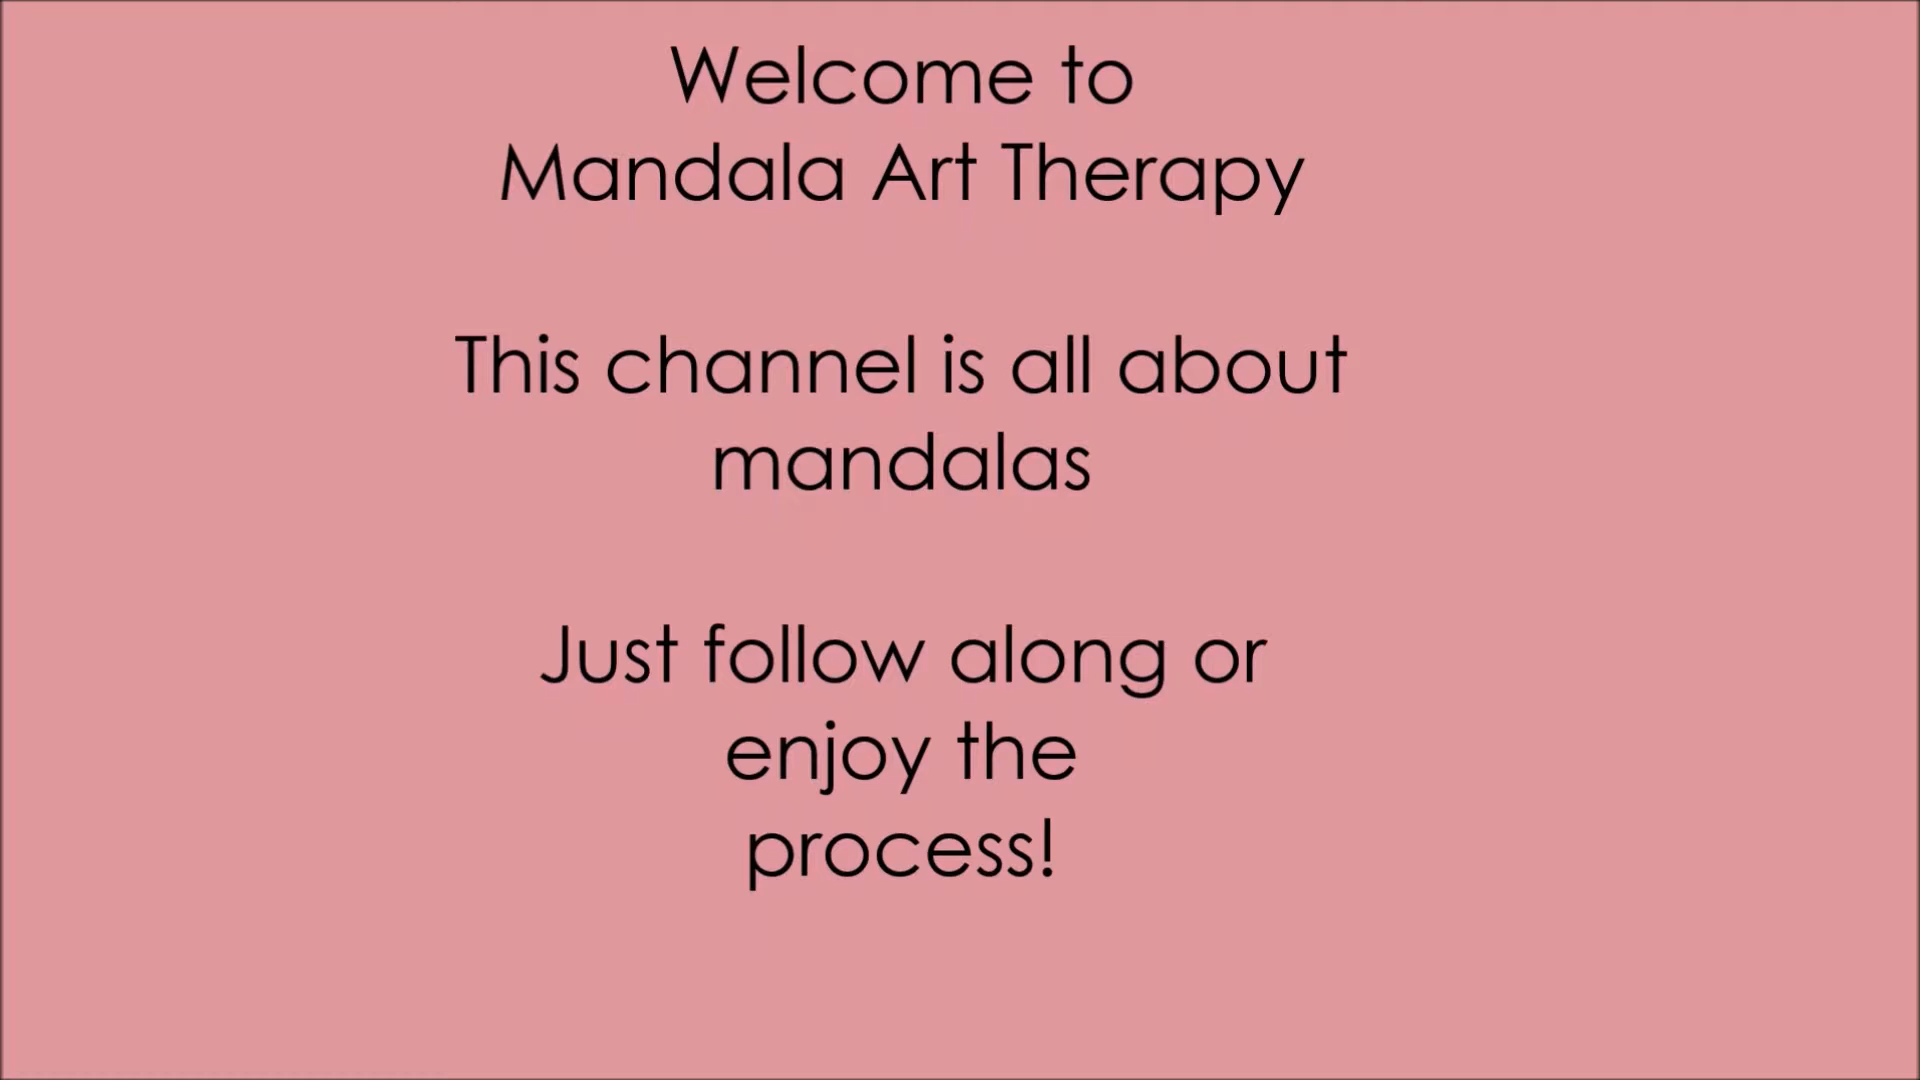 Welcome to
Mandala Art Therapy
This channel is all about
mandalas
Just follow along or
enjoy the
process!